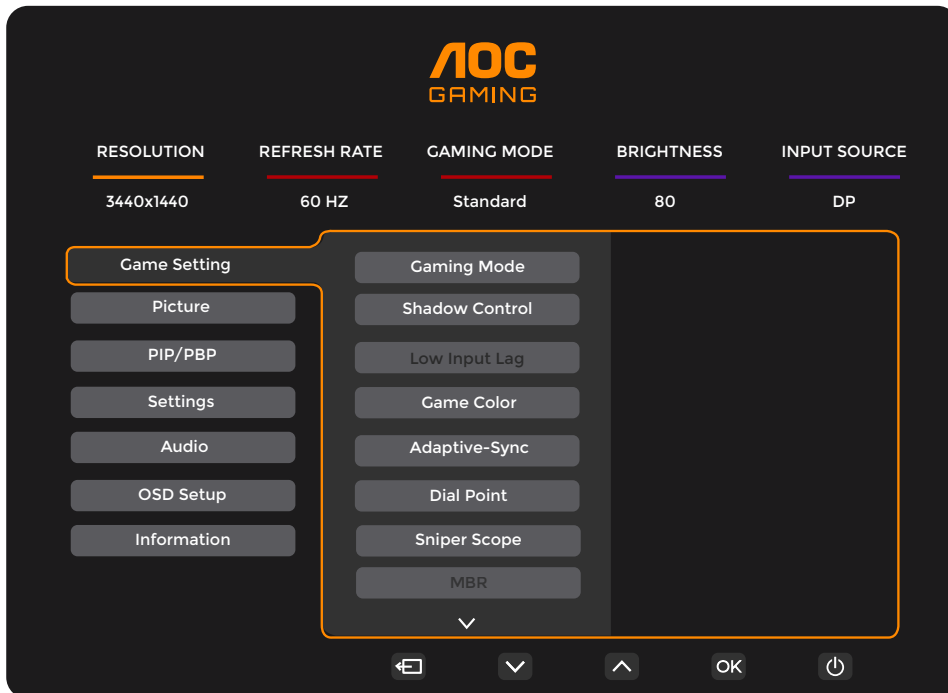 AOC
GAMING
RESOLUTION REFRESH RATE GAMING MODE BRIGHTNESS INPUT SOURCE
3440x1440 60 HZ Standard 80 DP
Game Setting
Picture
PIP/PBP
Settings
Audio
OSD Setup
Information
Gaming Mode
Shadow Control
Low Input Lag
Game Color
Adaptive-Sync
Dial Point
Sniper Scope
MBR
OK